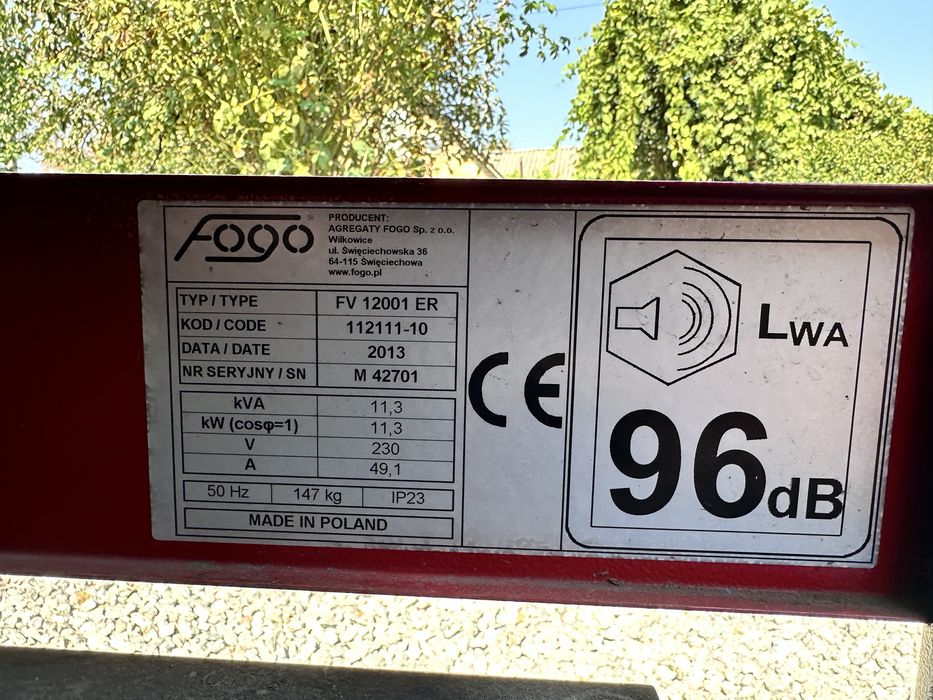 FOGO ®
PRODUCENT:
AGREGATY FOGO Sp. z o.o.
Wilkowice
ul. Święciechowska 36
64-115 Święciechowa
www.fogo.pl
TYP / TYPE FV 12001 ER
KOD / CODE 112111-10
DATA / DATE 2013
NR SERYJNY / SN M 42701
kVA 11,3
kW (cosφ=1) 11,3
V 230
A 49,1
50 Hz 147 kg IP23
MADE IN POLAND
CE
LWA
96dB